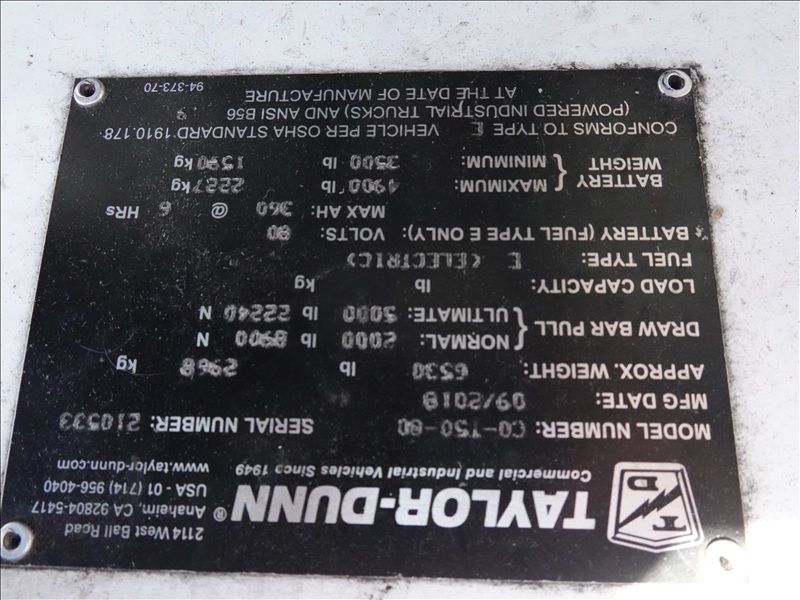 TAYLOR-DUNN®
Commercial and Industrial Vehicles Since 1949
2114 West Ball Road
Anaheim, CA 92804-5417
USA - 01 (714) 956-4040
www.taylor-dunn.com
MODEL NUMBER: CO-T50-80 SERIAL NUMBER: 210533
MFG DATE: 09/2018
APPROX. WEIGHT: 6530 lb 2968 kg
DRAW BAR PULL { NORMAL: 2000 lb 8900 N
ULTIMATE: 5000 lb 22240 N
LOAD CAPACITY: lb kg
FUEL TYPE: E (ELECTRIC)
BATTERY (FUEL TYPE E ONLY): VOLTS: 80
MAX AH: 360 @ 6 HRs
BATTERY WEIGHT { MAXIMUM: 4900 lb 2227 kg
MINIMUM: 3500 lb 1590 kg
CONFORMS TO TYPE E VEHICLE PER OSHA STANDARD 1910.178
(POWERED INDUSTRIAL TRUCKS) AND ANSI B56
AT THE DATE OF MANUFACTURE
94-373-70